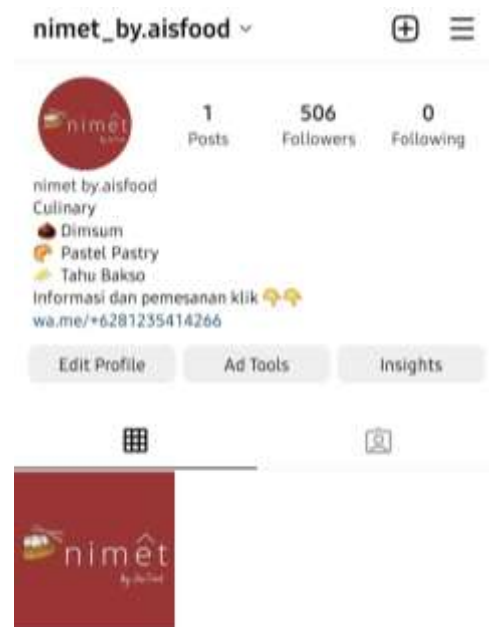 nimet_by.aisfood
nimêt
1 506 0
Posts Followers Following
nimet by.aisfood
Culinary
Dimsum
Pastel Pastry
Tahu Bakso
Informasi dan pemesanan klik
wa.me/+6281235414266
Edit Profile Ad Tools Insights
nimêt